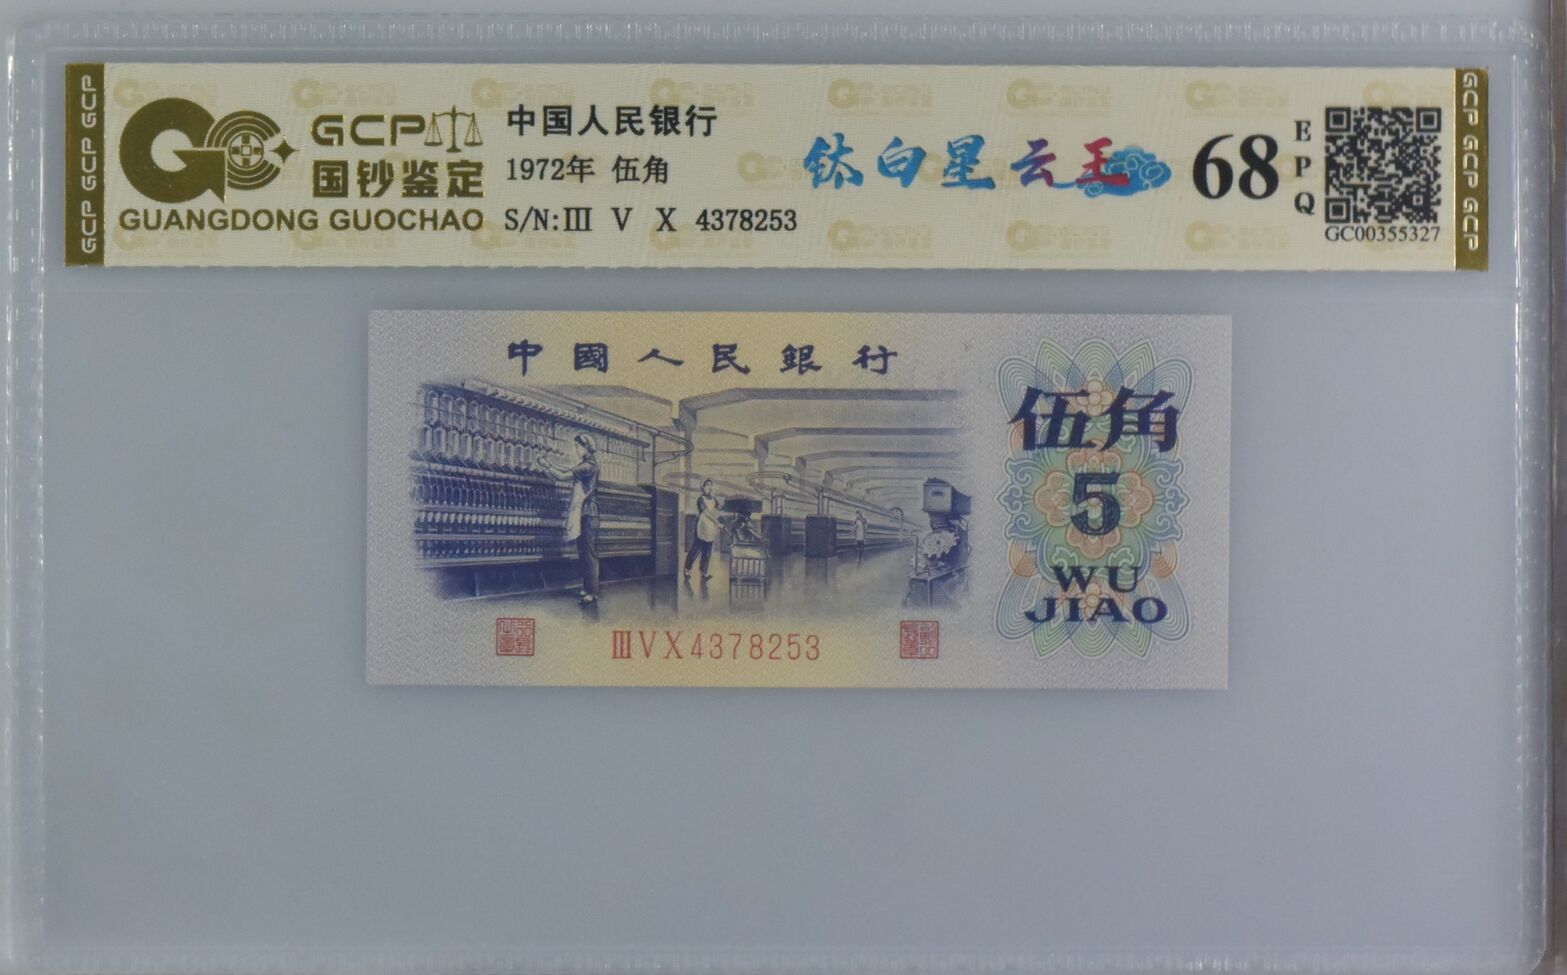 GCP GCP GCP
GCP
国钞鉴定
GUANGDONG GUOCHAO
中国人民银行
1972年 伍角
S/N:Ⅲ V X 4378253
钛白星云王
68
EPQ
GC00355327
GCP GCP GCP
中國人民銀行
伍角
5
WU
JIAO
ⅢVX4378253